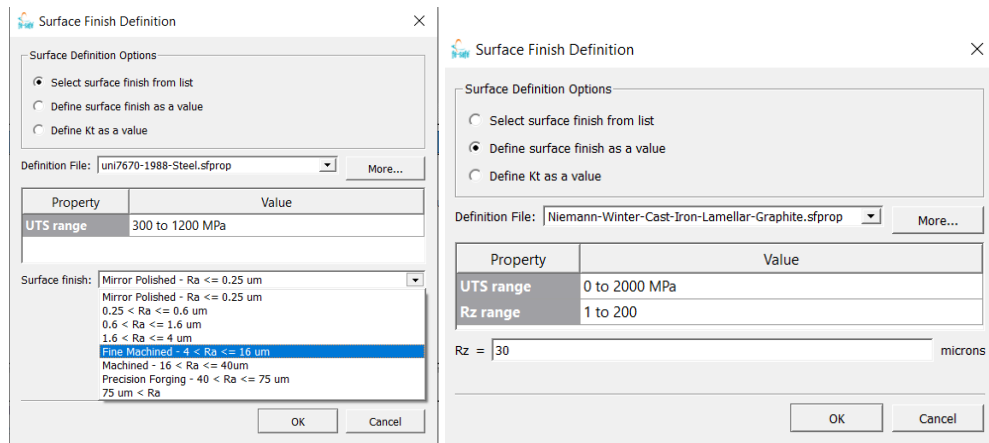 Surface Finish Definition
Surface Definition Options
Select surface finish from list
Define surface finish as a value
Define Kt as a value
Definition File: uni7670-1988-Steel.sfprop More...
Property Value
UTS range 300 to 1200 MPa
Surface finish: Mirror Polished - Ra <= 0.25 um
Mirror Polished - Ra <= 0.25 um
0.25 < Ra <= 0.6 um
0.6 < Ra <= 1.6 um
1.6 < Ra <= 4 um
Fine Machined - 4 < Ra <= 16 um
Machined - 16 < Ra <= 40um
Precision Forging - 40 < Ra <= 75 um
75 um < Ra
OK Cancel
Surface Finish Definition
Surface Definition Options
Select surface finish from list
Define surface finish as a value
Define Kt as a value
Definition File: Niemann-Winter-Cast-Iron-Lamellar-Graphite.sfprop More...
Property Value
UTS range 0 to 2000 MPa
Rz range 1 to 200
Rz = 30 microns
OK Cancel